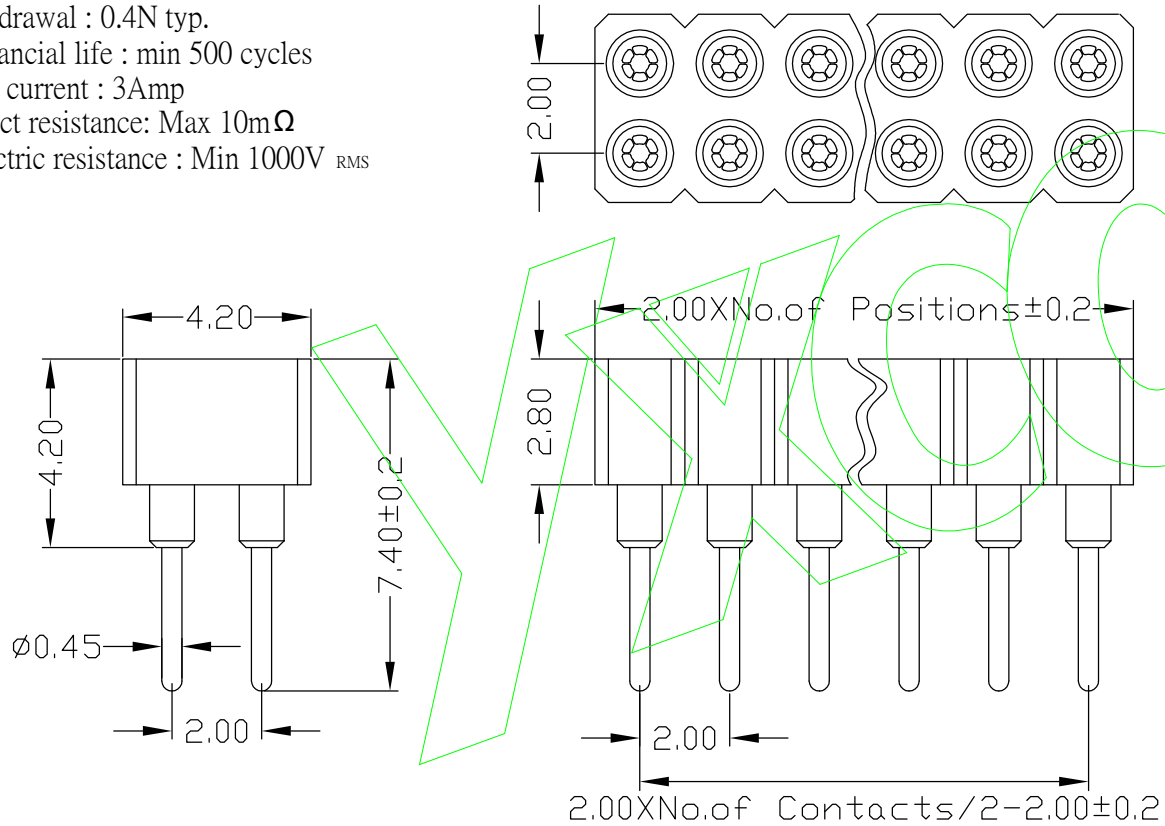 drawal : 0.4N typ.
ancial life : min 500 cycles
current : 3Amp
ct resistance: Max 10mΩ
ctric resistance : Min 1000V RMS
2.00
4.20
2.00XNo.of Positions±0.2
4.20
7.40±0.2
2.80
ø0.45
2.00
2.00
2.00XNo.of Contacts/2-2.00±0.2